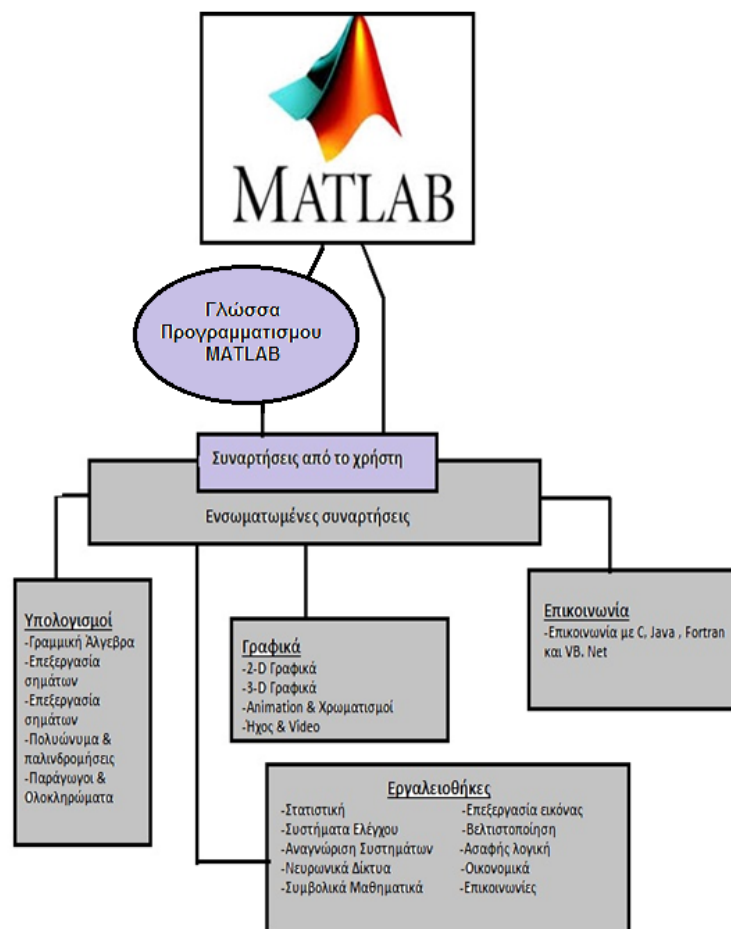 MATLAB
Γλώσσα
Προγραμματισμου
MATLAB
Συναρτήσεις από το χρήστη
Ενσωματωμένες συναρτήσεις
Υπολογισμοί
-Γραμμική Άλγεβρα
-Επεξεργασία
σημάτων
-Επεξεργασία
σημάτων
-Πολυώνυμα &
παλινδρομήσεις
-Παράγωγοι &
Ολοκληρώματα
Γραφικά
-2-D Γραφικά
-3-D Γραφικά
-Animation & Χρωματισμοί
-Ήχος & Video
Επικοινωνία
-Επικοινωνία με C, Java , Fortran
και VB. Net
Εργαλειοθήκες
-Στατιστική
-Συστήματα Ελέγχου
-Αναγνώριση Συστημάτων
-Νευρωνικά Δίκτυα
-Συμβολικά Μαθηματικά
-Επεξεργασία εικόνας
-Βελτιστοποίηση
-Ασαφής λογική
-Οικονομικά
-Επικοινωνίες